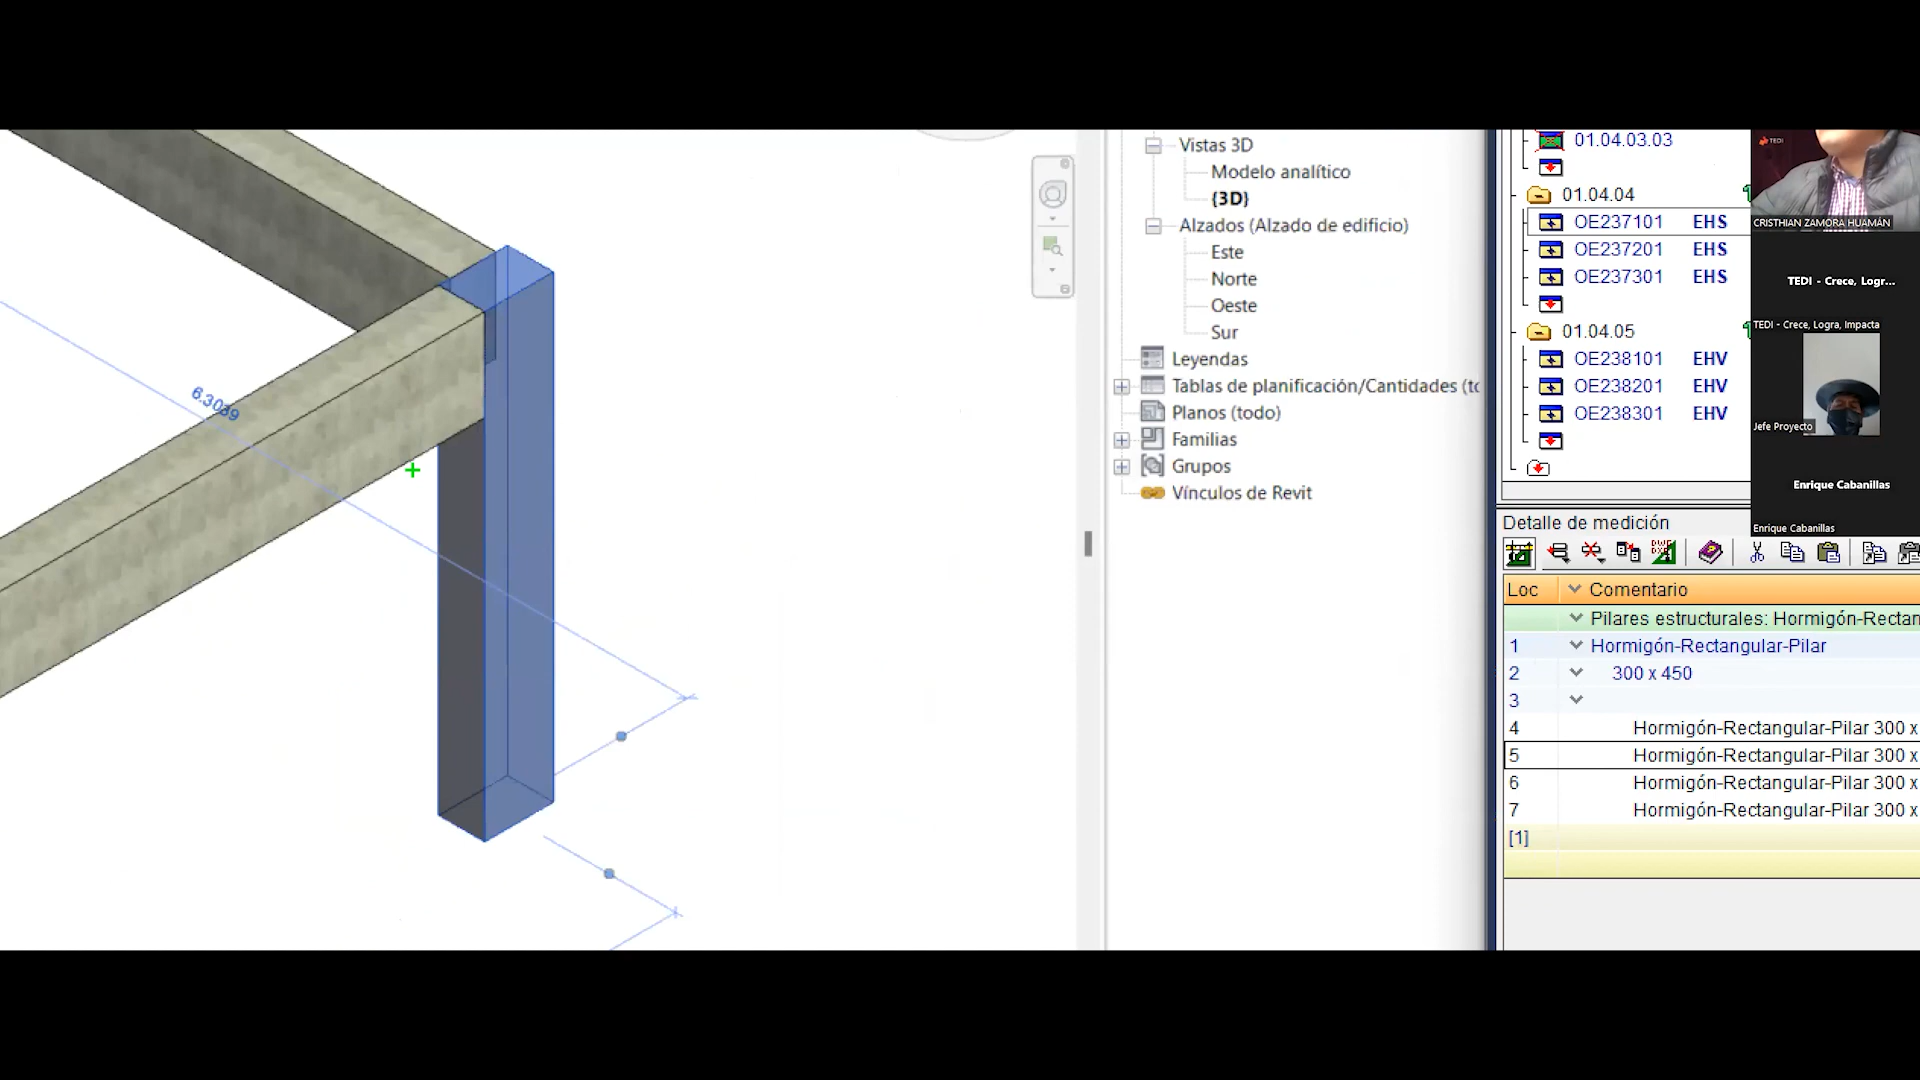 6.3039
Vistas 3D
Modelo analítico
{3D}
Alzados (Alzado de edificio)
Este
Norte
Oeste
Sur
Leyendas
Tablas de planificación/Cantidades (to
Planos (todo)
Familias
Grupos
Vínculos de Revit
01.04.03.03
01.04.04
OE237101 EHS
OE237201 EHS
OE237301 EHS
01.04.05
OE238101 EHV
OE238201 EHV
OE238301 EHV
TEDI
CRISTHIAN ZAMORA HUAMÁN
TEDI - Crece, Logr...
TEDI - Crece, Logra, Impacta
Jefe Proyecto
Enrique Cabanillas
Enrique Cabanillas
Detalle de medición
DWG
DXF
Loc Comentario
Pilares estructurales: Hormigón-Rectan
1 Hormigón-Rectangular-Pilar
2 300 x 450
3
4 Hormigón-Rectangular-Pilar 300 x
5 Hormigón-Rectangular-Pilar 300 x
6 Hormigón-Rectangular-Pilar 300 x
7 Hormigón-Rectangular-Pilar 300 x
[1]